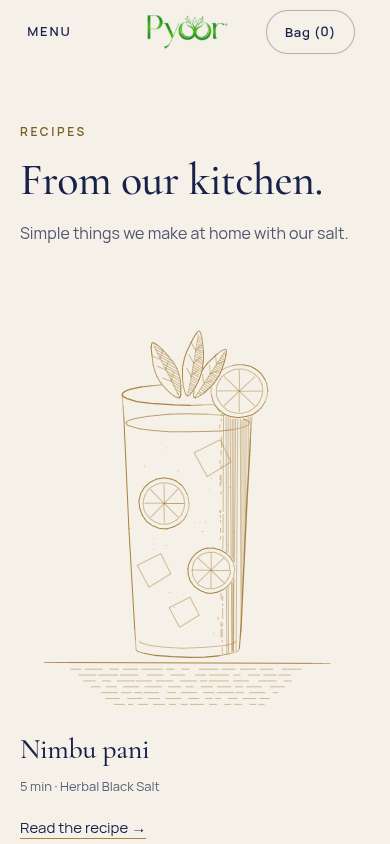 MENU
Pyoor
Bag (0)
RECIPES
From our kitchen.
Simple things we make at home with our salt.
Nimbu pani
5 min · Herbal Black Salt
Read the recipe →